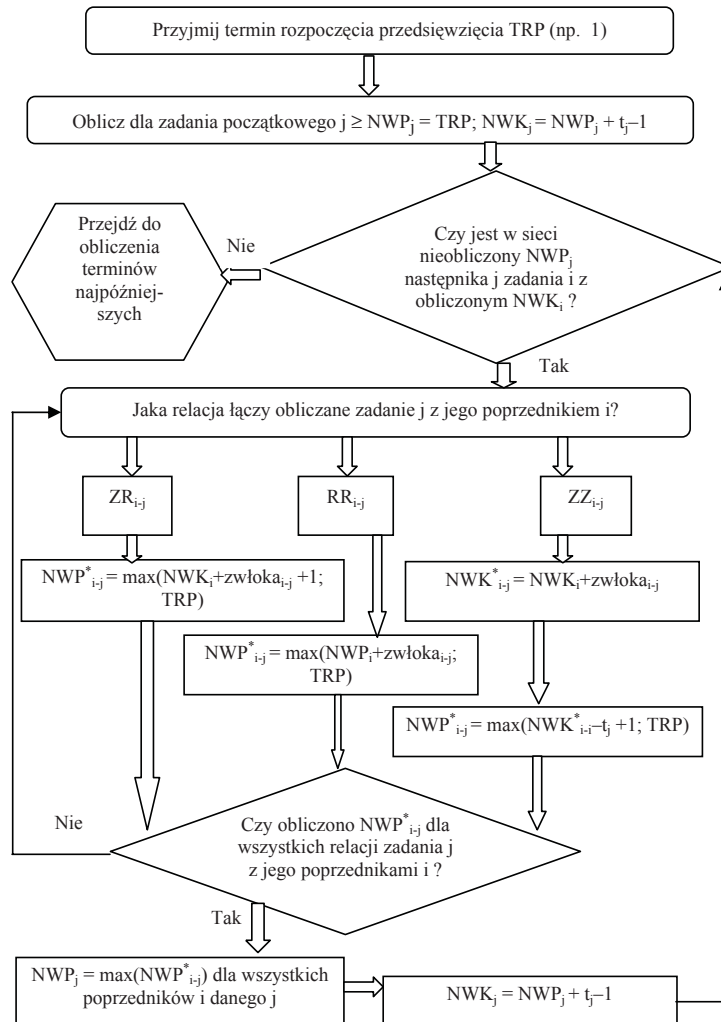 Przyjmij termin rozpoczęcia przedsięwzięcia TRP (np. 1)
Oblicz dla zadania początkowego j ≥ NWPj = TRP; NWKj = NWPj + tj–1
Przejdź do
obliczenia
terminów
najpóźniej-
szych
Nie
Czy jest w sieci
nieobliczony NWPj
następnika j zadania i z
obliczonym NWKi ?
Tak
Jaka relacja łączy obliczane zadanie j z jego poprzednikiem i?
ZRi-j
RRi-j
ZZi-j
NWP*i-j = max(NWKi+zwłokai-j +1;
TRP)
NWK*i-j = NWKi+zwłokai-j
NWP*i-j = max(NWPi+zwłokai-j;
TRP)
NWP*i-j = max(NWK*i-i–tj +1; TRP)
Nie
Czy obliczono NWP*i-j dla
wszystkich relacji zadania j
z jego poprzednikami i ?
Tak
NWPj = max(NWP*i-j) dla wszystkich
poprzedników i danego j
NWKj = NWPj + tj–1